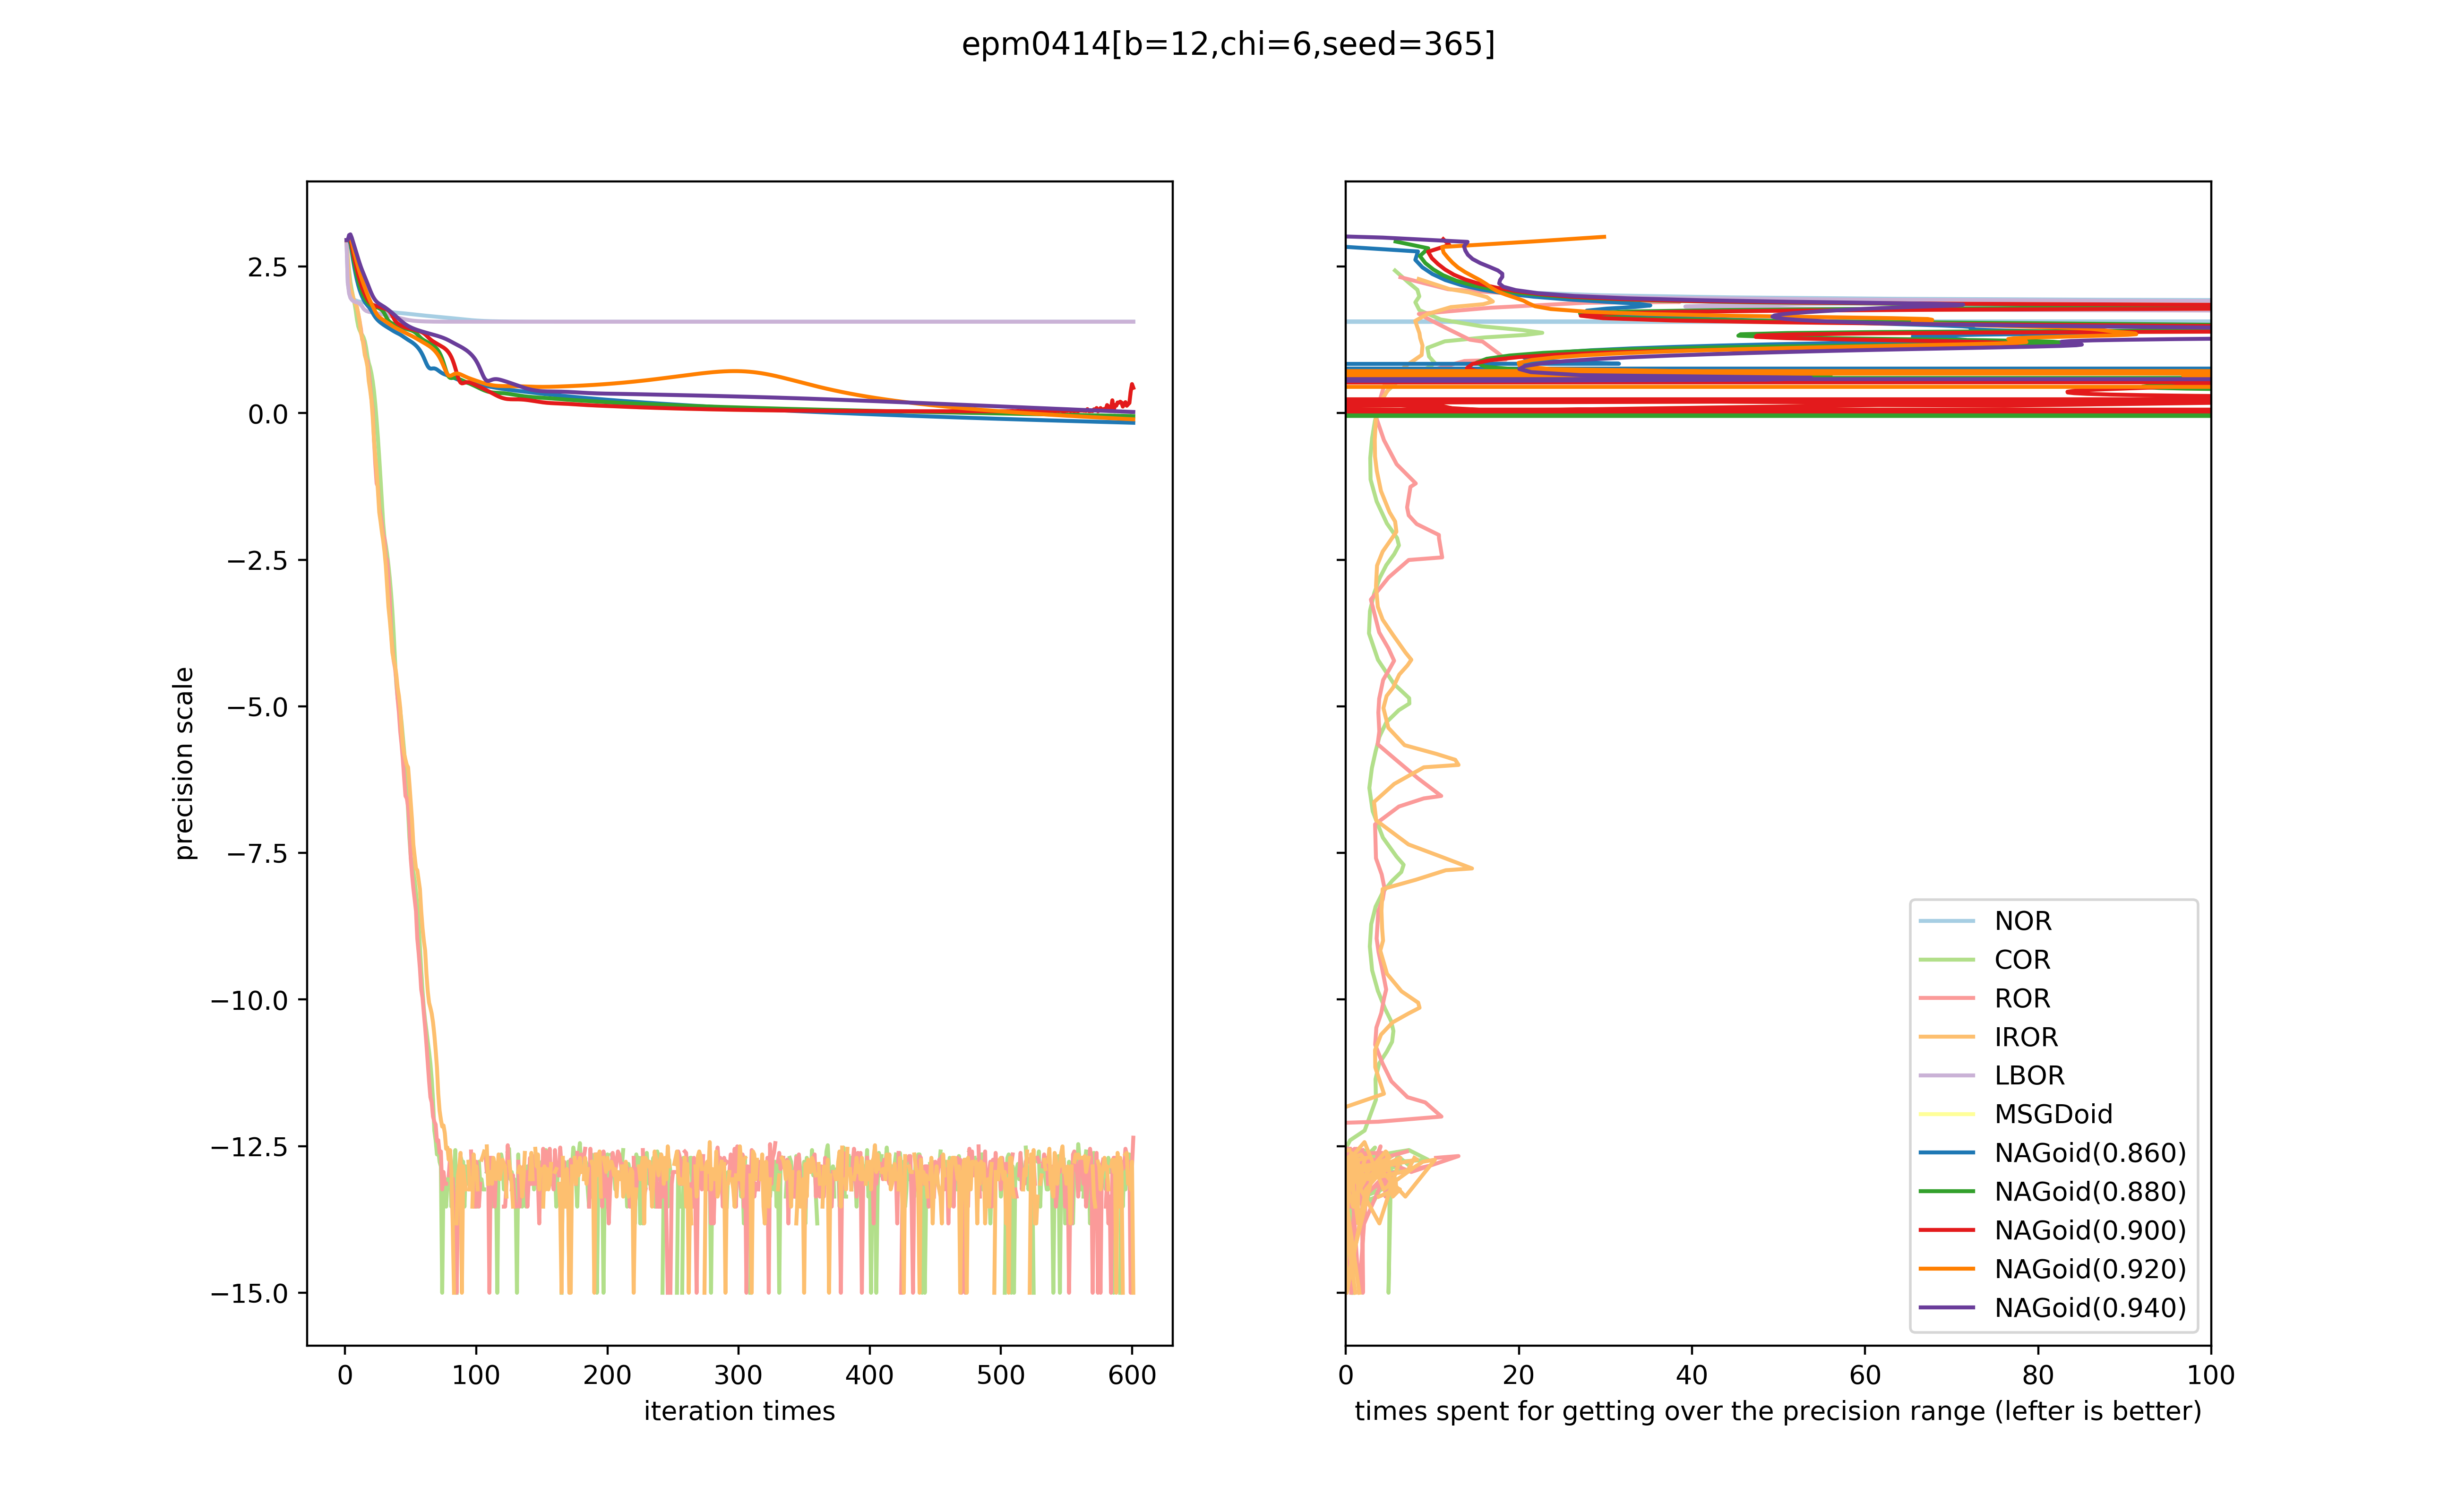 epm0414[b=12,chi=6,seed=365]
precision scale
2.5
0.0
−2.5
−5.0
−7.5
−10.0
−12.5
−15.0
0 100 200 300 400 500 600
iteration times
0 20 40 60 80 100
times spent for getting over the precision range (lefter is better)
NOR
COR
ROR
IROR
LBOR
MSGDoid
NAGoid(0.860)
NAGoid(0.880)
NAGoid(0.900)
NAGoid(0.920)
NAGoid(0.940)